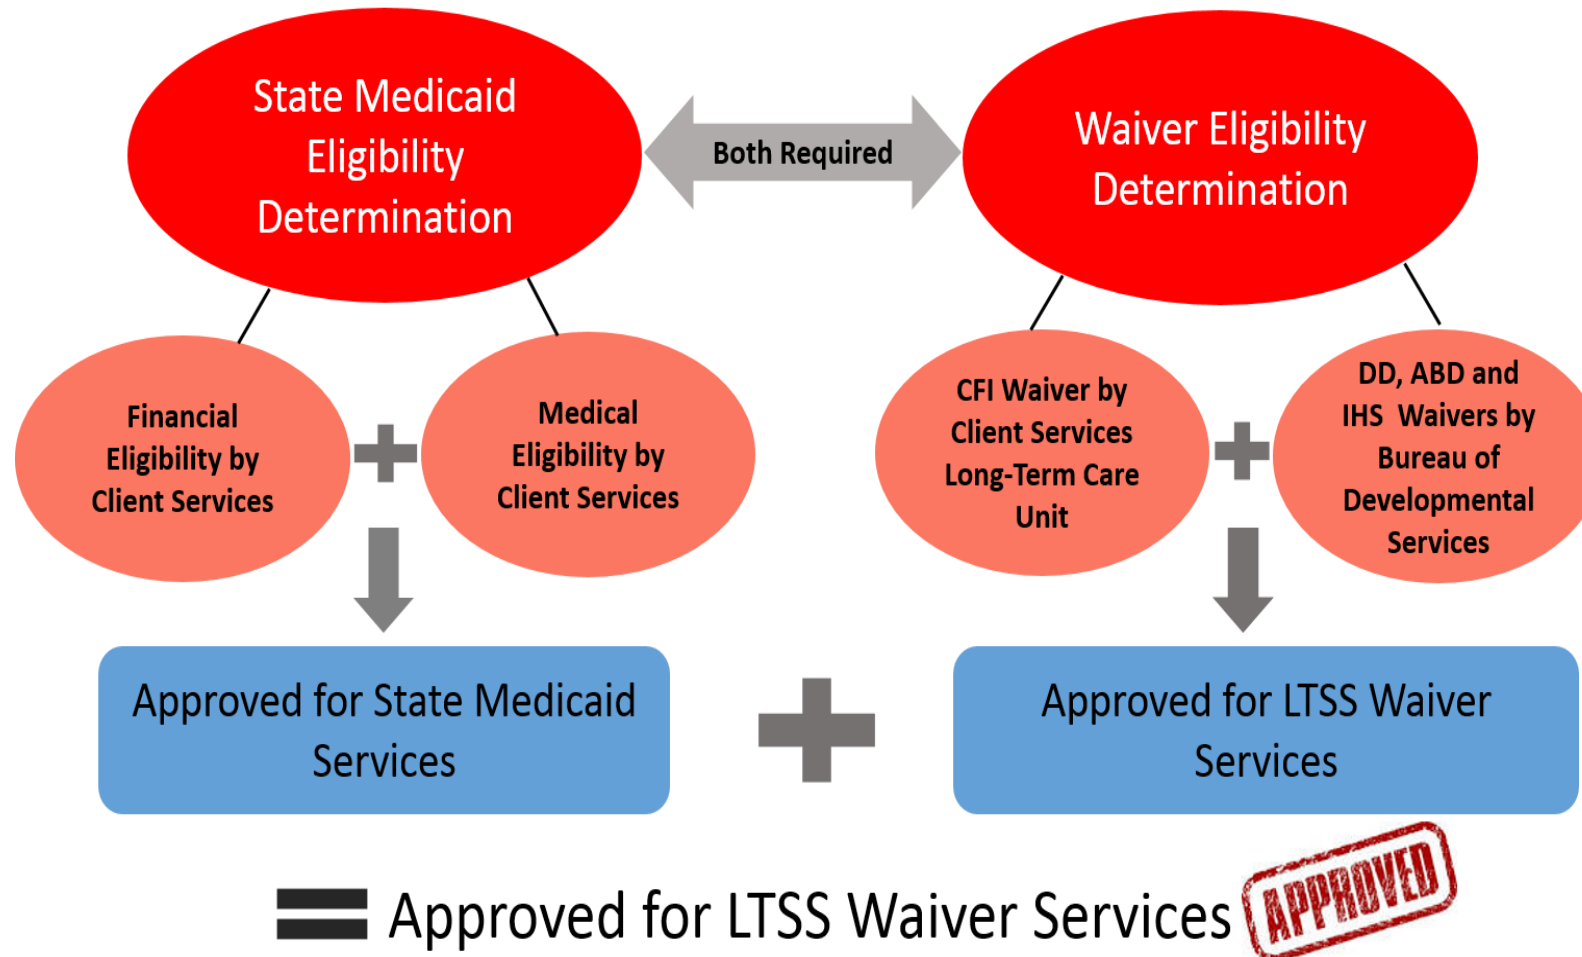 State Medicaid
Eligibility
Determination
Both Required
Waiver Eligibility
Determination
Financial
Eligibility by
Client Services
Medical
Eligibility by
Client Services
CFI Waiver by
Client Services
Long-Term Care
Unit
DD, ABD and
IHS Waivers by
Bureau of
Developmental
Services
Approved for State Medicaid
Services
Approved for LTSS Waiver
Services
Approved for LTSS Waiver Services
APPROVED